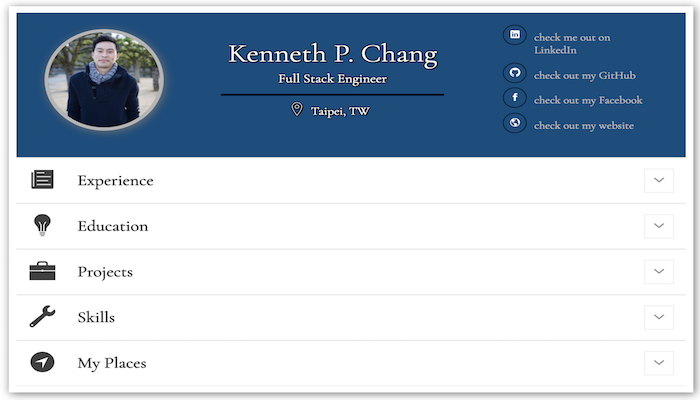 Kenneth P. Chang
Full Stack Engineer
Taipei, TW
check me out on
LinkedIn
check out my GitHub
check out my Facebook
check out my website
Experience
Education
Projects
Skills
My Places